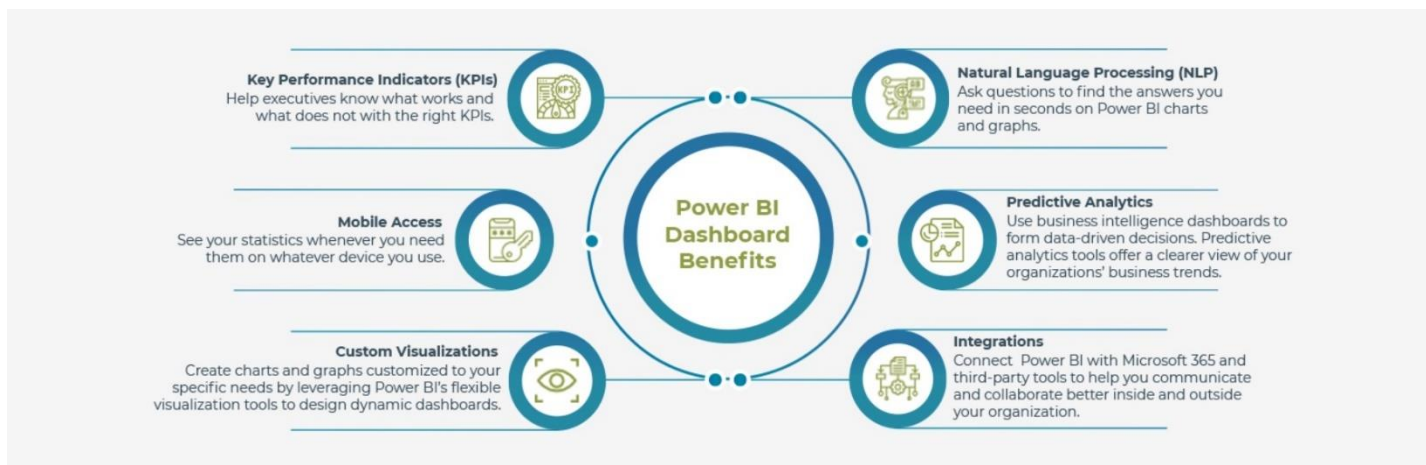 Key Performance Indicators (KPIs)
Help executives know what works and
what does not with the right KPIs.
Mobile Access
See your statistics whenever you need
them on whatever device you use.
Custom Visualizations
Create charts and graphs customized to your
specific needs by leveraging Power BI's flexible
visualization tools to design dynamic dashboards.
Power BI
Dashboard
Benefits
Natural Language Processing (NLP)
Ask questions to find the answers you
need in seconds on Power BI charts
and graphs.
Predictive Analytics
Use business intelligence dashboards to
form data-driven decisions. Predictive
analytics tools offer a clearer view of your
organizations' business trends.
Integrations
Connect Power BI with Microsoft 365 and
third-party tools to help you communicate
and collaborate better inside and outside
your organization.
KPI